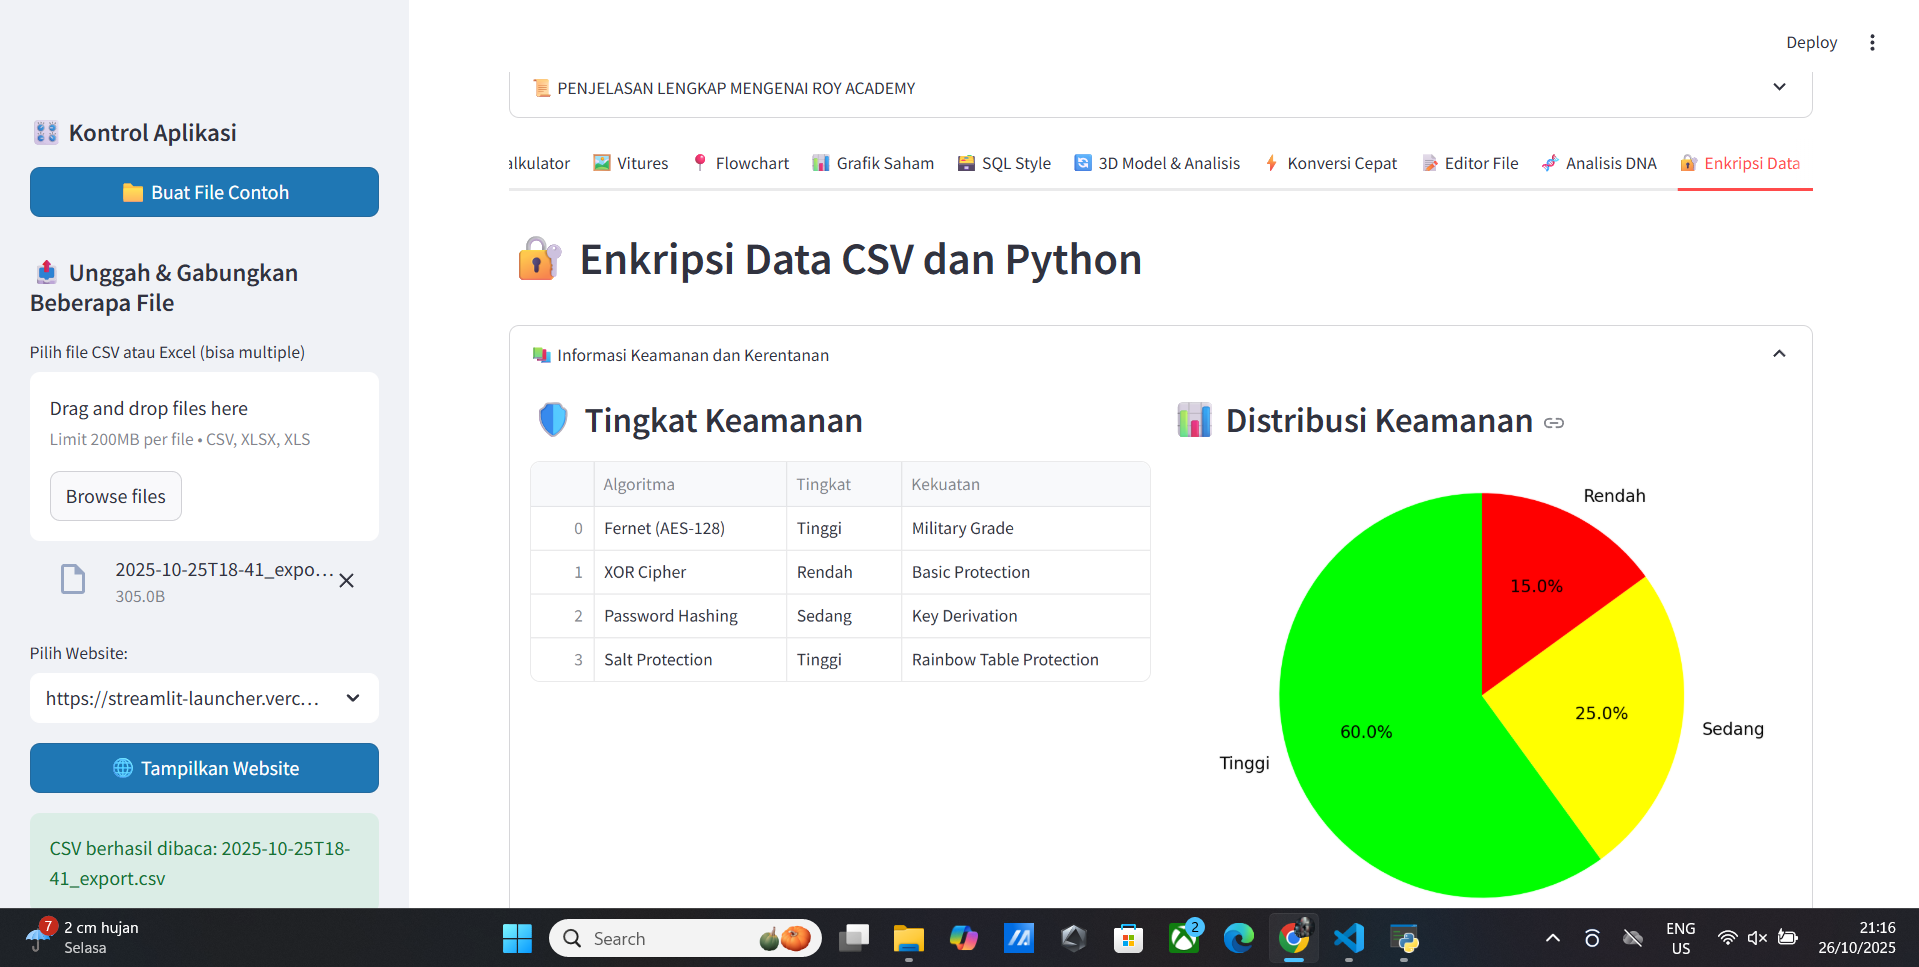 Deploy
Kontrol Aplikasi
Buat File Contoh
Unggah & Gabungkan
Beberapa File
Pilih file CSV atau Excel (bisa multiple)
Drag and drop files here
Limit 200MB per file • CSV, XLSX, XLS
Browse files
2025-10-25T18-41_expo...
305.0B
Pilih Website:
https://streamlit-launcher.verc...
Tampilkan Website
CSV berhasil dibaca: 2025-10-25T18-
41_export.csv
PENJELASAN LENGKAP MENGENAI ROY ACADEMY
alkulator Vitures Flowchart Grafik Saham SQL Style 3D Model & Analisis Konversi Cepat Editor File Analisis DNA Enkripsi Data
Enkripsi Data CSV dan Python
Informasi Keamanan dan Kerentanan
Tingkat Keamanan
Algoritma Tingkat Kekuatan
0 Fernet (AES-128) Tinggi Military Grade
1 XOR Cipher Rendah Basic Protection
2 Password Hashing Sedang Key Derivation
3 Salt Protection Tinggi Rainbow Table Protection
Distribusi Keamanan
Rendah
15.0%
25.0%
Sedang
60.0%
Tinggi
7
2 cm hujan
Selasa
Search
2
ENG
US
21:16
26/10/2025